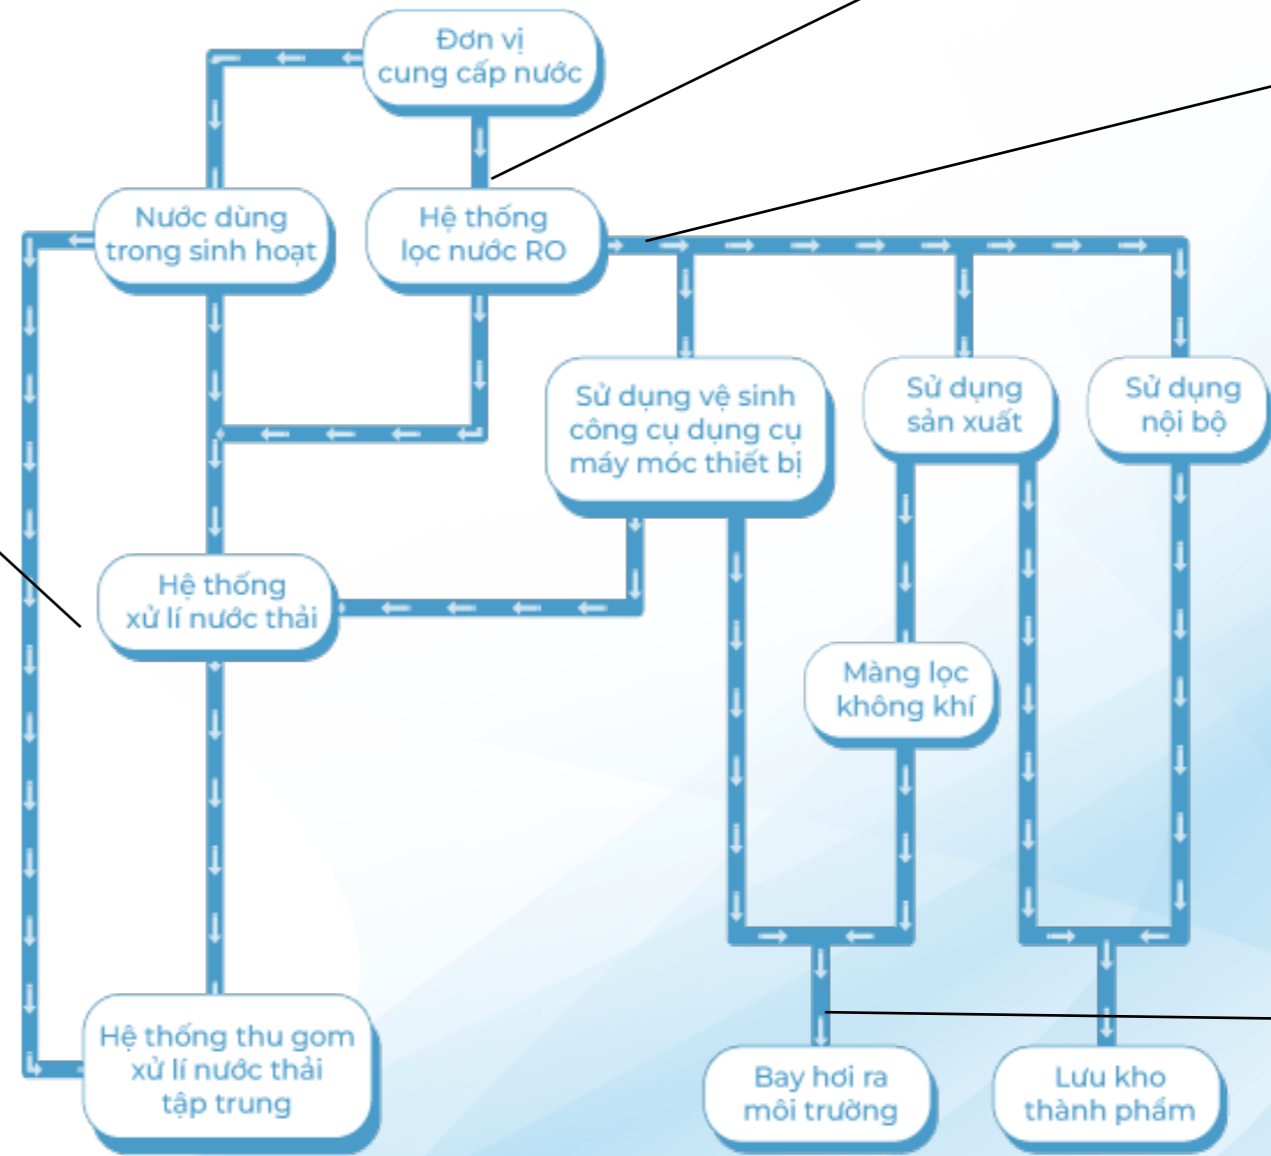 Đơn vị
cung cấp nước
Nước dùng
trong sinh hoạt
Hệ thống
lọc nước RO
Sử dụng vệ sinh
công cụ dụng cụ
máy móc thiết bị
Sử dụng
sản xuất
Sử dụng
nội bộ
Hệ thống
xử lí nước thải
Màng lọc
không khí
Hệ thống thu gom
xử lí nước thải
tập trung
Bay hơi ra
môi trường
Lưu kho
thành phẩm